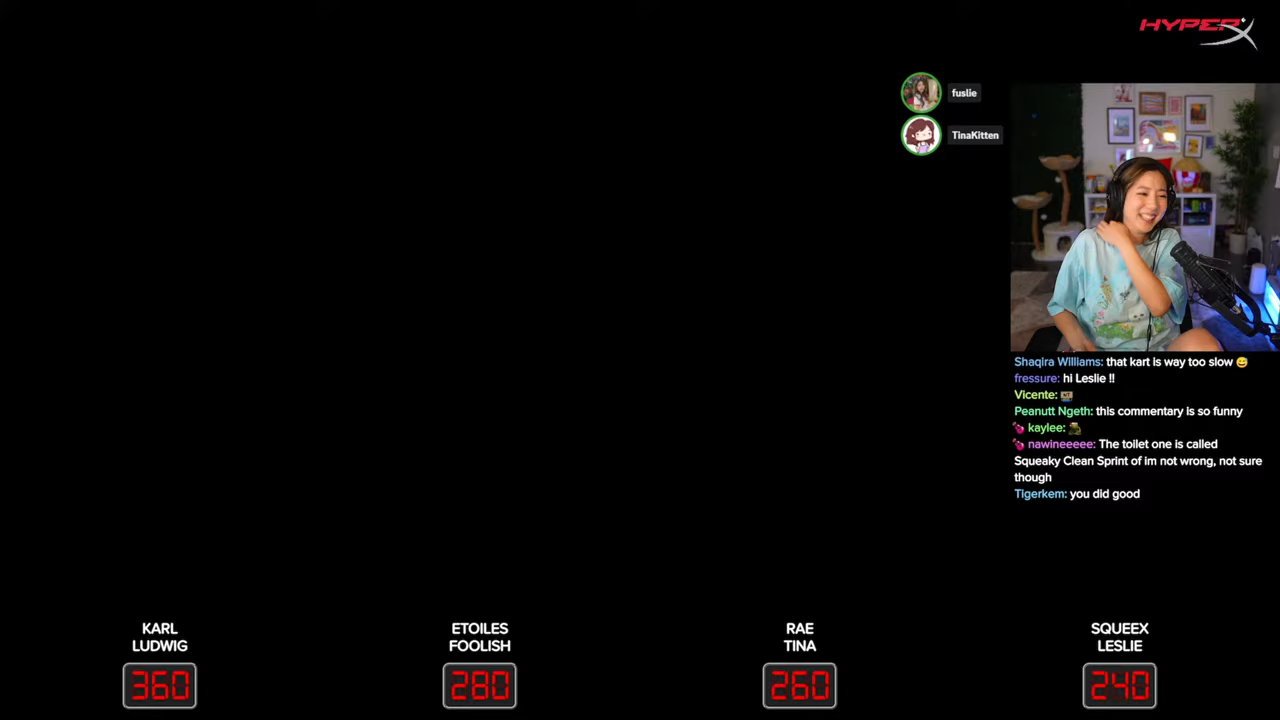 HYPERX
fuslie
TinaKitten
Shaqira Williams: that kart is way too slow 😅
fressure: hi Leslie !!
Vicente:
Peanutt Ngeth: this commentary is so funny
kaylee:
nawineeeee: The toilet one is called
Squeaky Clean Sprint of im not wrong, not sure
though
Tigerkem: you did good
KARL
LUDWIG
360
ETOILES
FOOLISH
280
RAE
TINA
260
SQUEEX
LESLIE
240